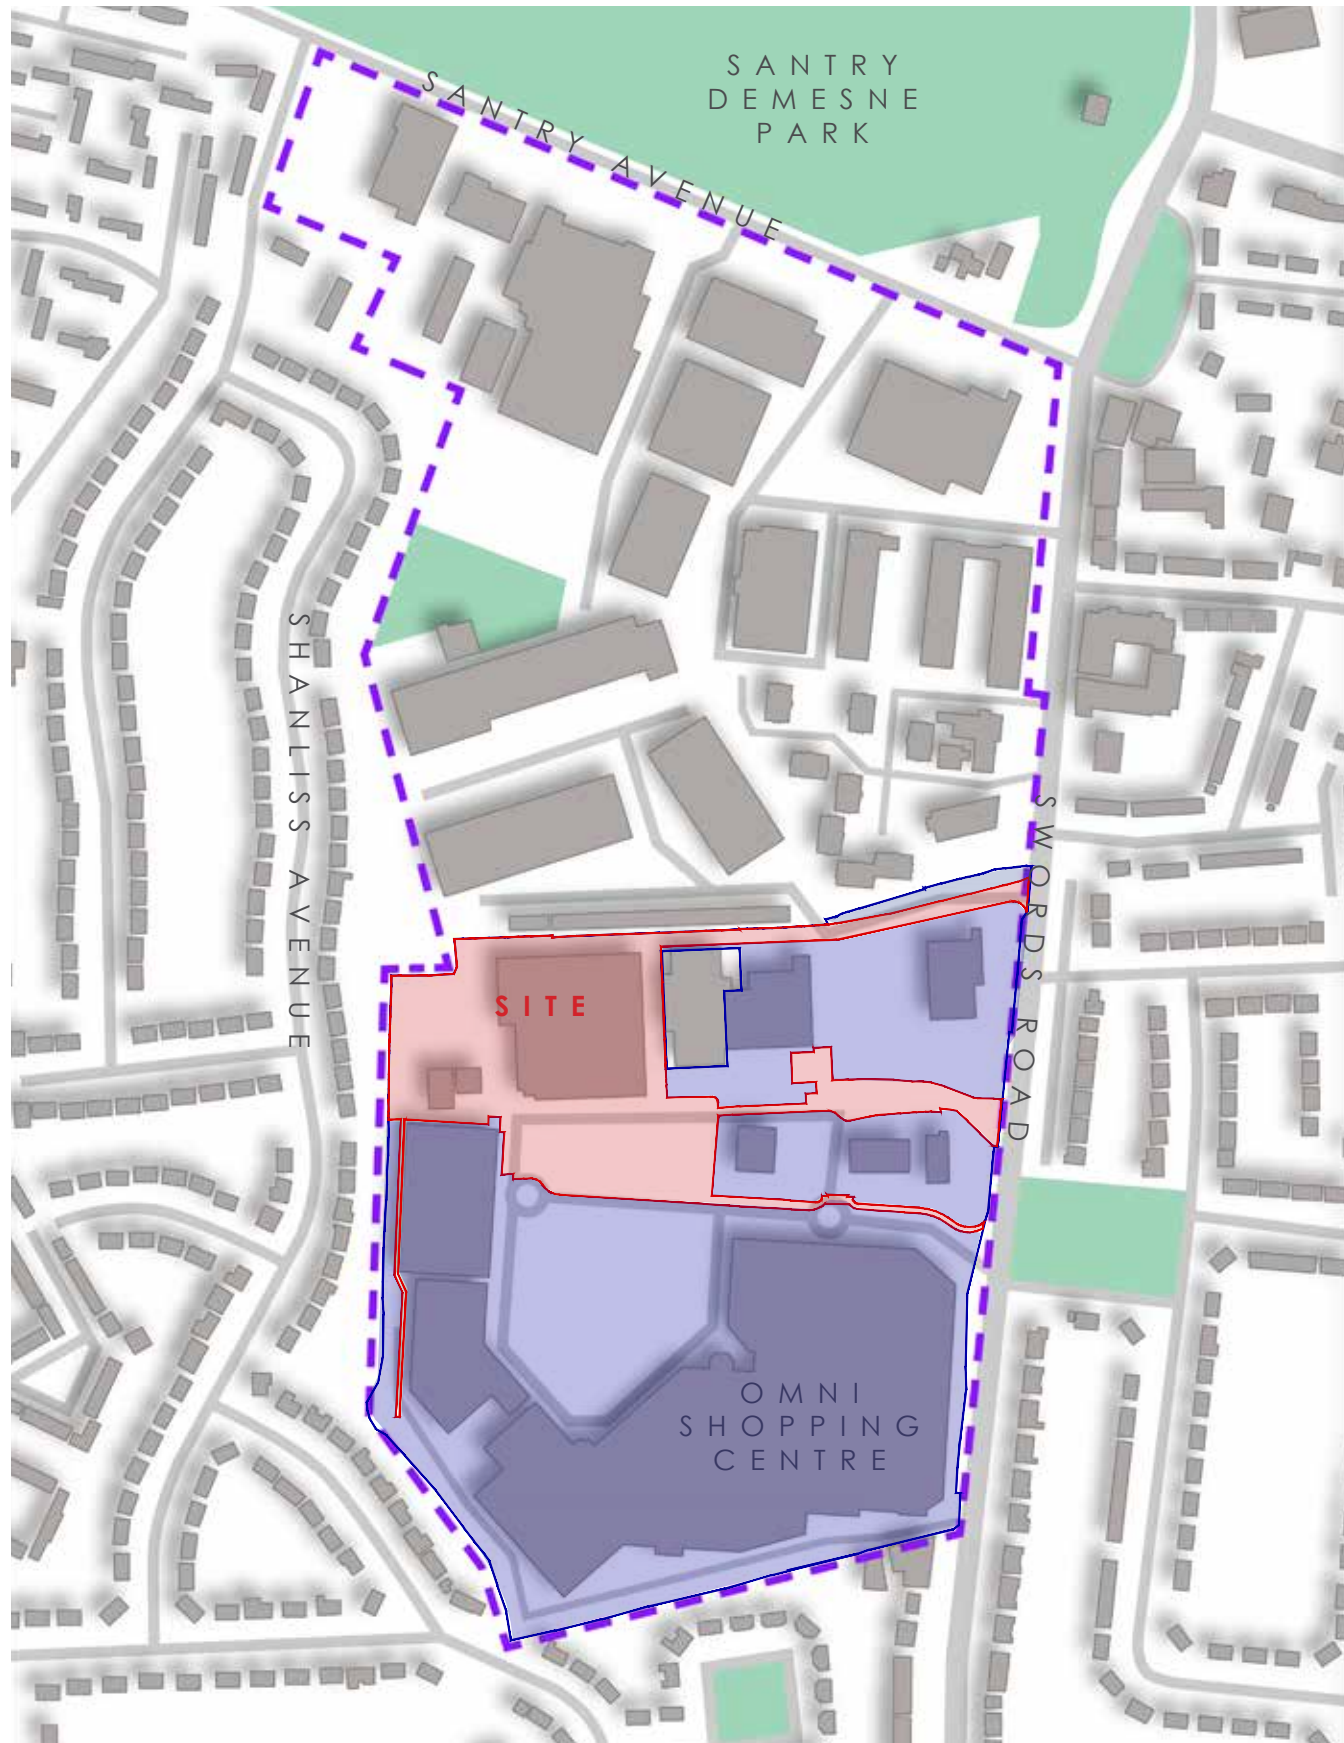 SANTRY
DEMESNE
PARK
SANTRY AVENUE
SHANLISS AVENUE
SWORDS ROAD
SITE
OMNI
SHOPPING
CENTRE